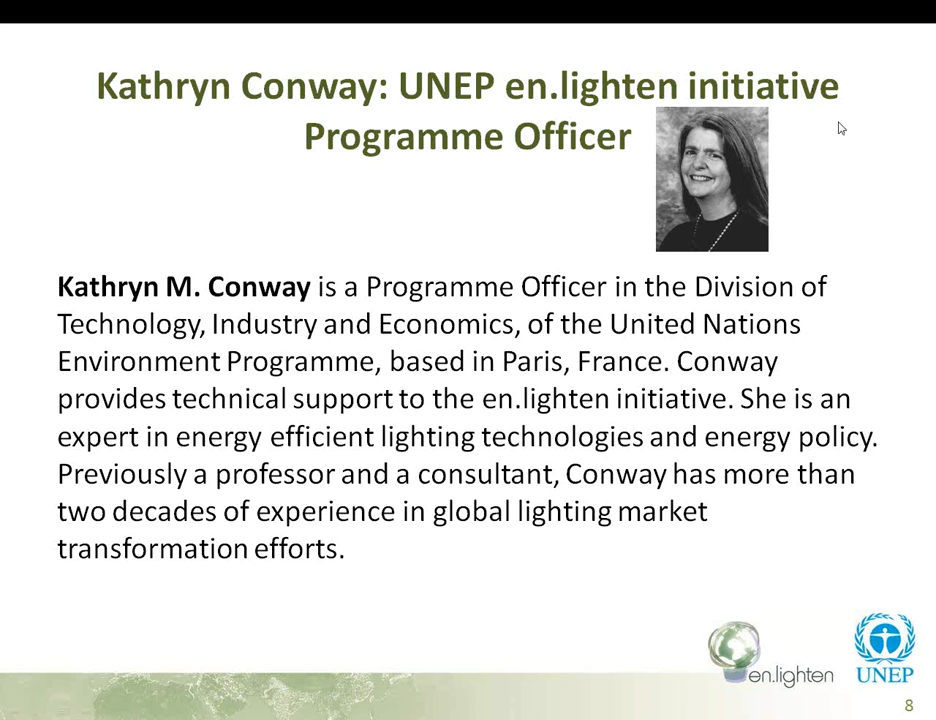 Kathryn Conway: UNEP en.lighten initiative
Programme Officer
Kathryn M. Conway is a Programme Officer in the Division of
Technology, Industry and Economics, of the United Nations
Environment Programme, based in Paris, France. Conway
provides technical support to the en.lighten initiative. She is an
expert in energy efficient lighting technologies and energy policy.
Previously a professor and a consultant, Conway has more than
two decades of experience in global lighting market
transformation efforts.
en.lighten
UNEP
8